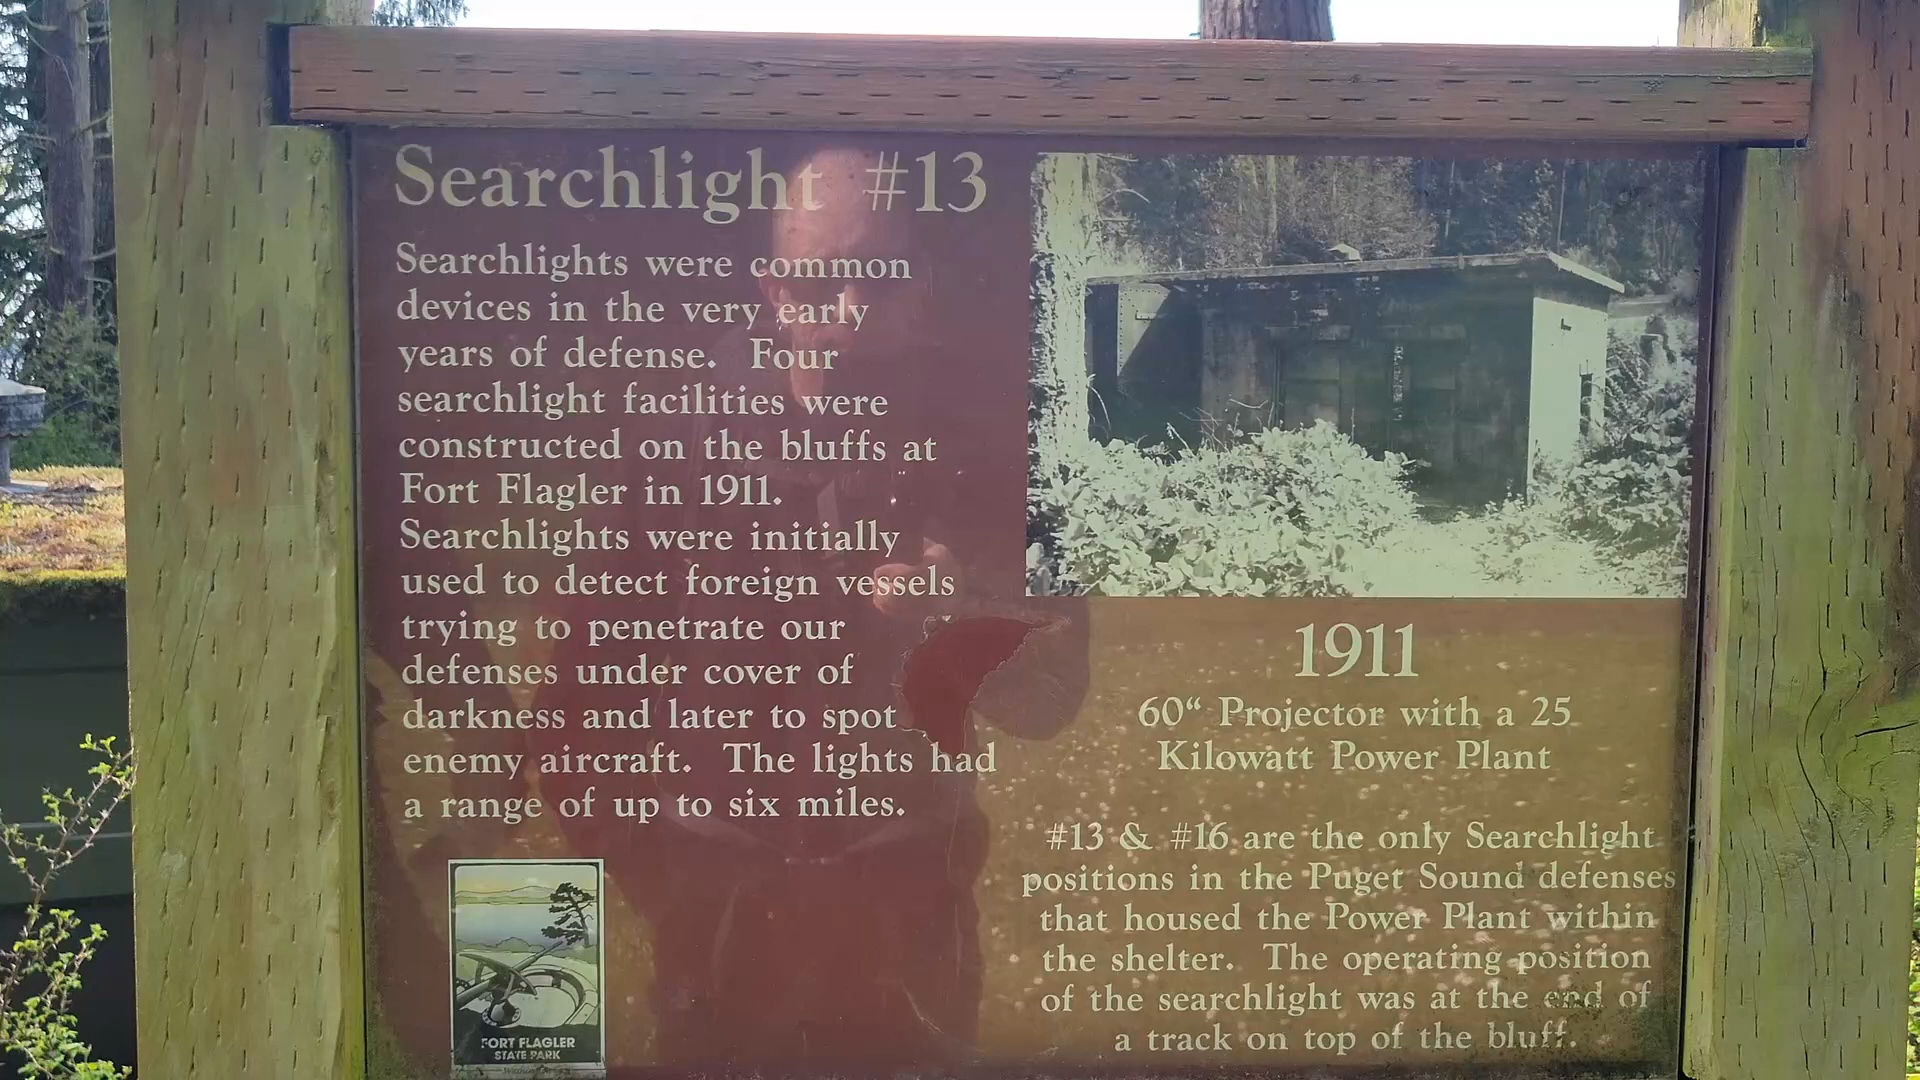 Searchlight #13
Searchlights were common
devices in the very early
years of defense. Four
searchlight facilities were
constructed on the bluffs at
Fort Flagler in 1911.
Searchlights were initially
used to detect foreign vessels
trying to penetrate our
defenses under cover of
darkness and later to spot
enemy aircraft. The lights had
a range of up to six miles.
FORT FLAGLER
STATE PARK
1911
60“ Projector with a 25
Kilowatt Power Plant
#13 & #16 are the only Searchlight
positions in the Puget Sound defenses
that housed the Power Plant within
the shelter. The operating position
of the searchlight was at the end of
a track on top of the bluff.